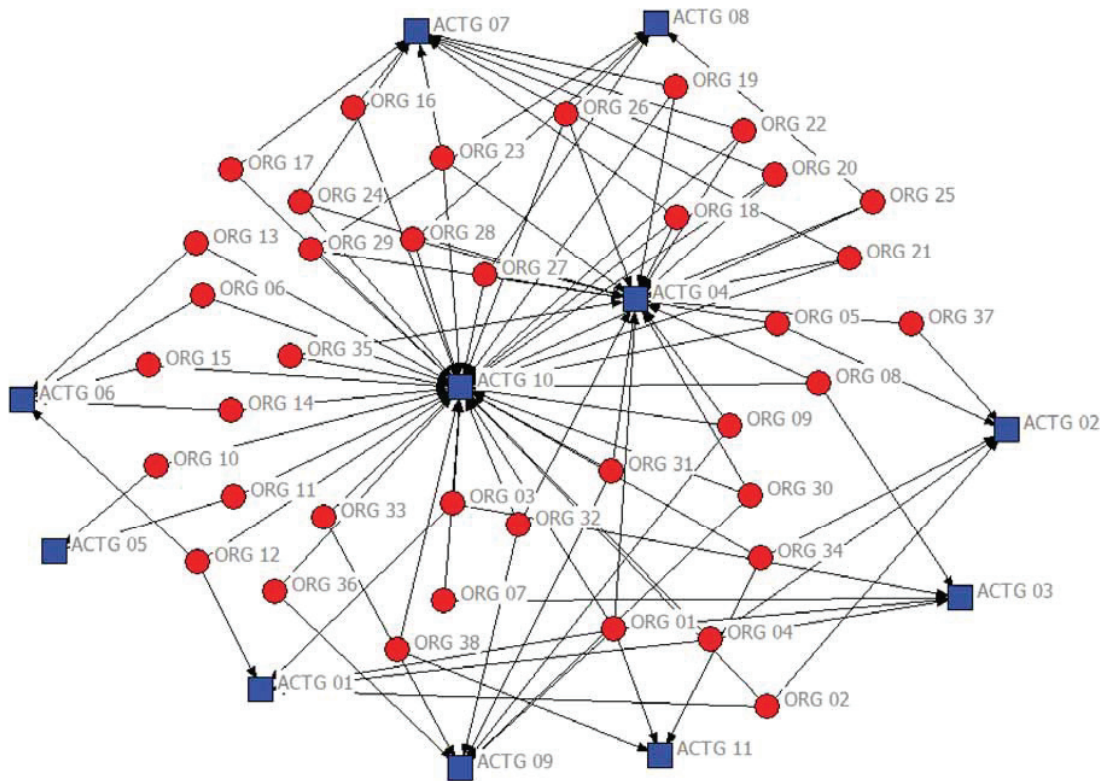 ACTG 07
ACTG 08
ORG 19
ORG 16
ORG 26
ORG 22
ORG 23
ORG 17
ORG 20
ORG 24
ORG 25
ORG 18
ORG 13
ORG 29
ORG 28
ORG 21
ORG 27
ORG 06
ACTG 04
ORG 05
ORG 37
ORG 35
ORG 15
ACTG 10
ORG 08
ACTG 06
ORG 14
ORG 09
ACTG 02
ORG 10
ORG 31
ORG 11
ORG 30
ORG 33
ORG 03
ORG 32
ACTG 05
ORG 12
ORG 34
ORG 36
ORG 07
ACTG 03
ORG 01
ORG 04
ORG 38
ACTG 01
ORG 02
ACTG 09
ACTG 11